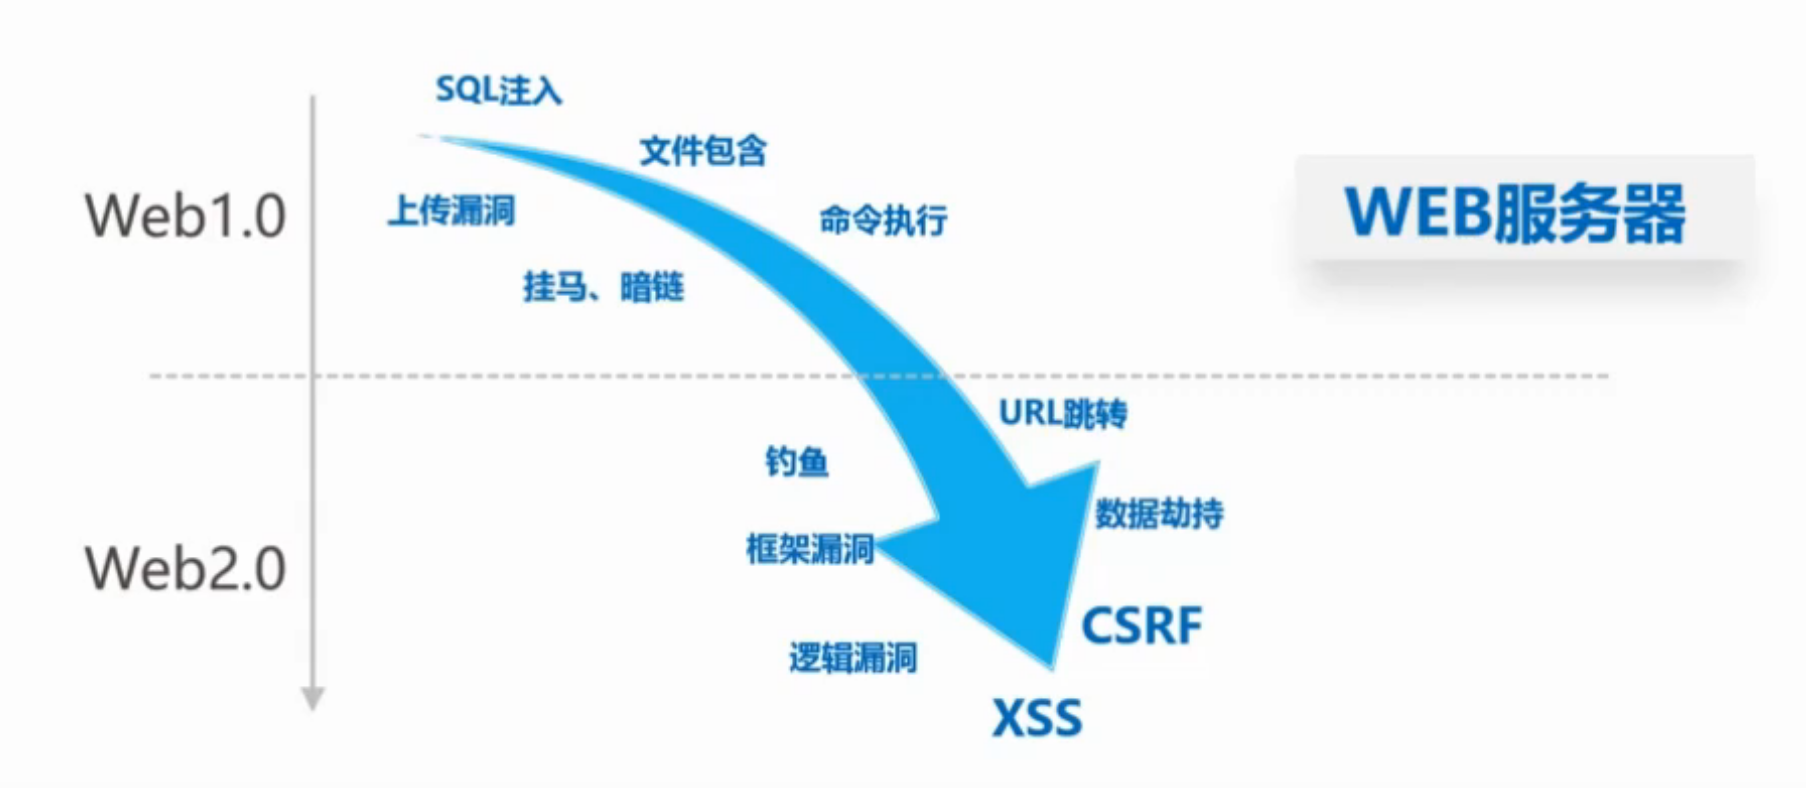 SQL注入
文件包含
Web1.0
上传漏洞
命令执行
WEB服务器
挂马、暗链
URL跳转
钓鱼
数据劫持
框架漏洞
Web2.0
CSRF
逻辑漏洞
XSS